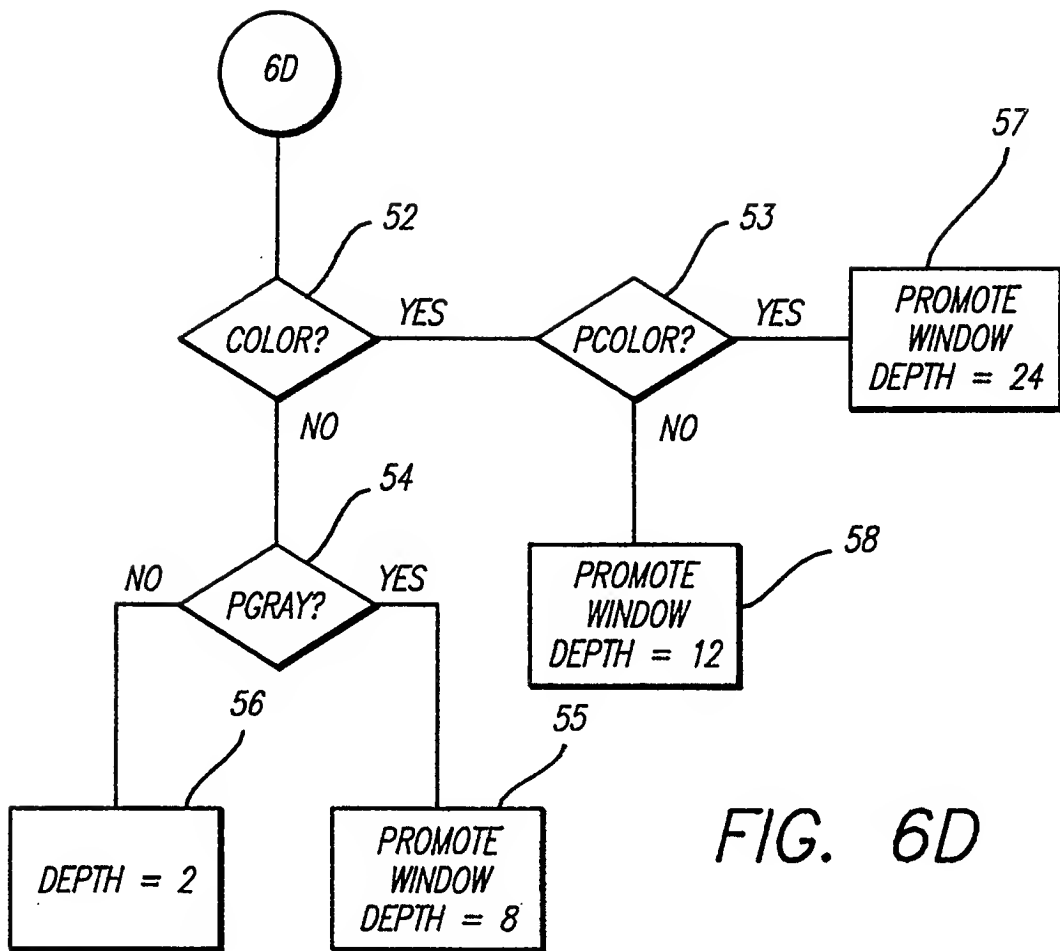 6D
57
52
53
COLOR?
YES
PCOLOR?
YES
PROMOTE
WINDOW
DEPTH = 24
NO
NO
54
58
NO
PGRAY?
YES
PROMOTE
WINDOW
DEPTH = 12
56
55
DEPTH = 2
PROMOTE
WINDOW
DEPTH = 8
FIG. 6D